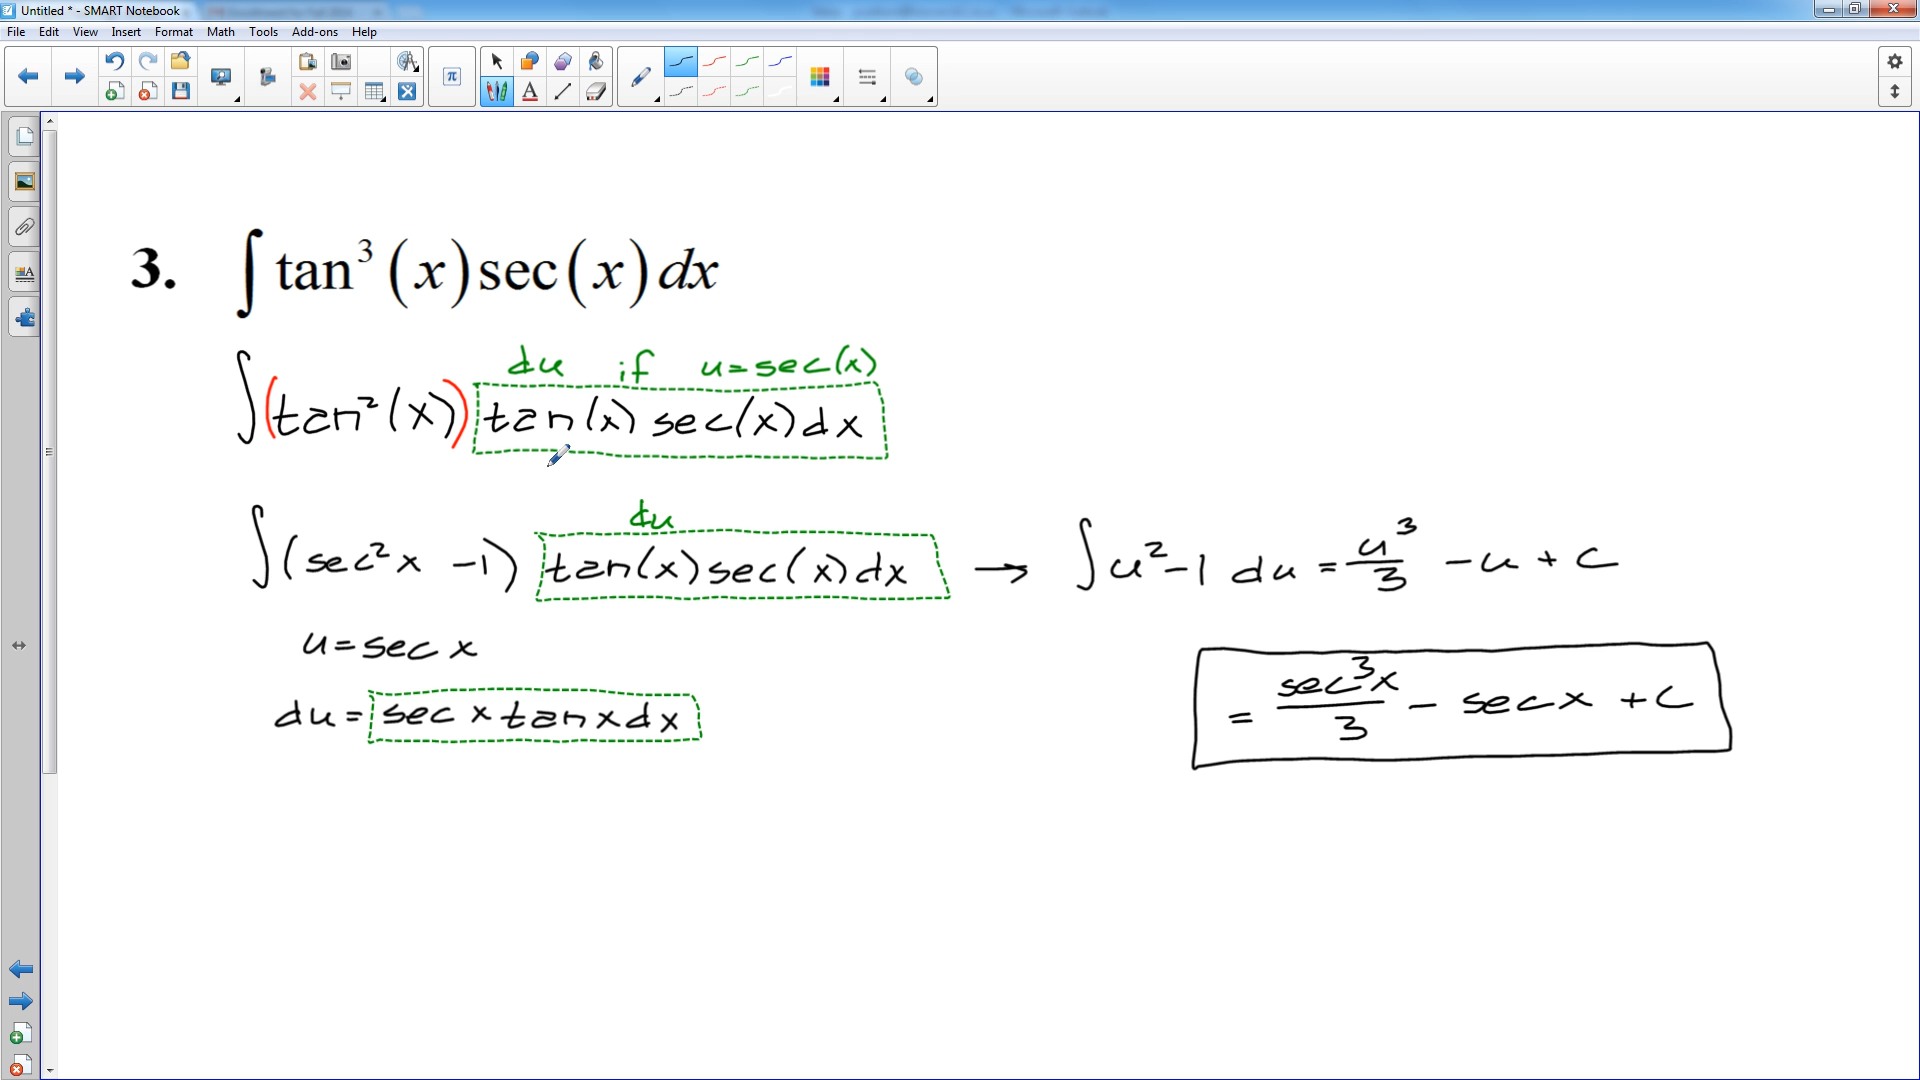 Untitled * - SMART Notebook
File Edit View Insert Format Math Tools Add-ons Help
π
A
3. ∫ tan³(x)sec(x)dx
du if u=sec(x)
∫(tan²(x)) tan(x) sec(x)dx
du
∫(sec²x -1) tan(x)sec(x)dx → ∫u²-1 du = u³/3 - u + c
u = sec x
du = sec x tan x dx
= sec³x/3 - sec x + c